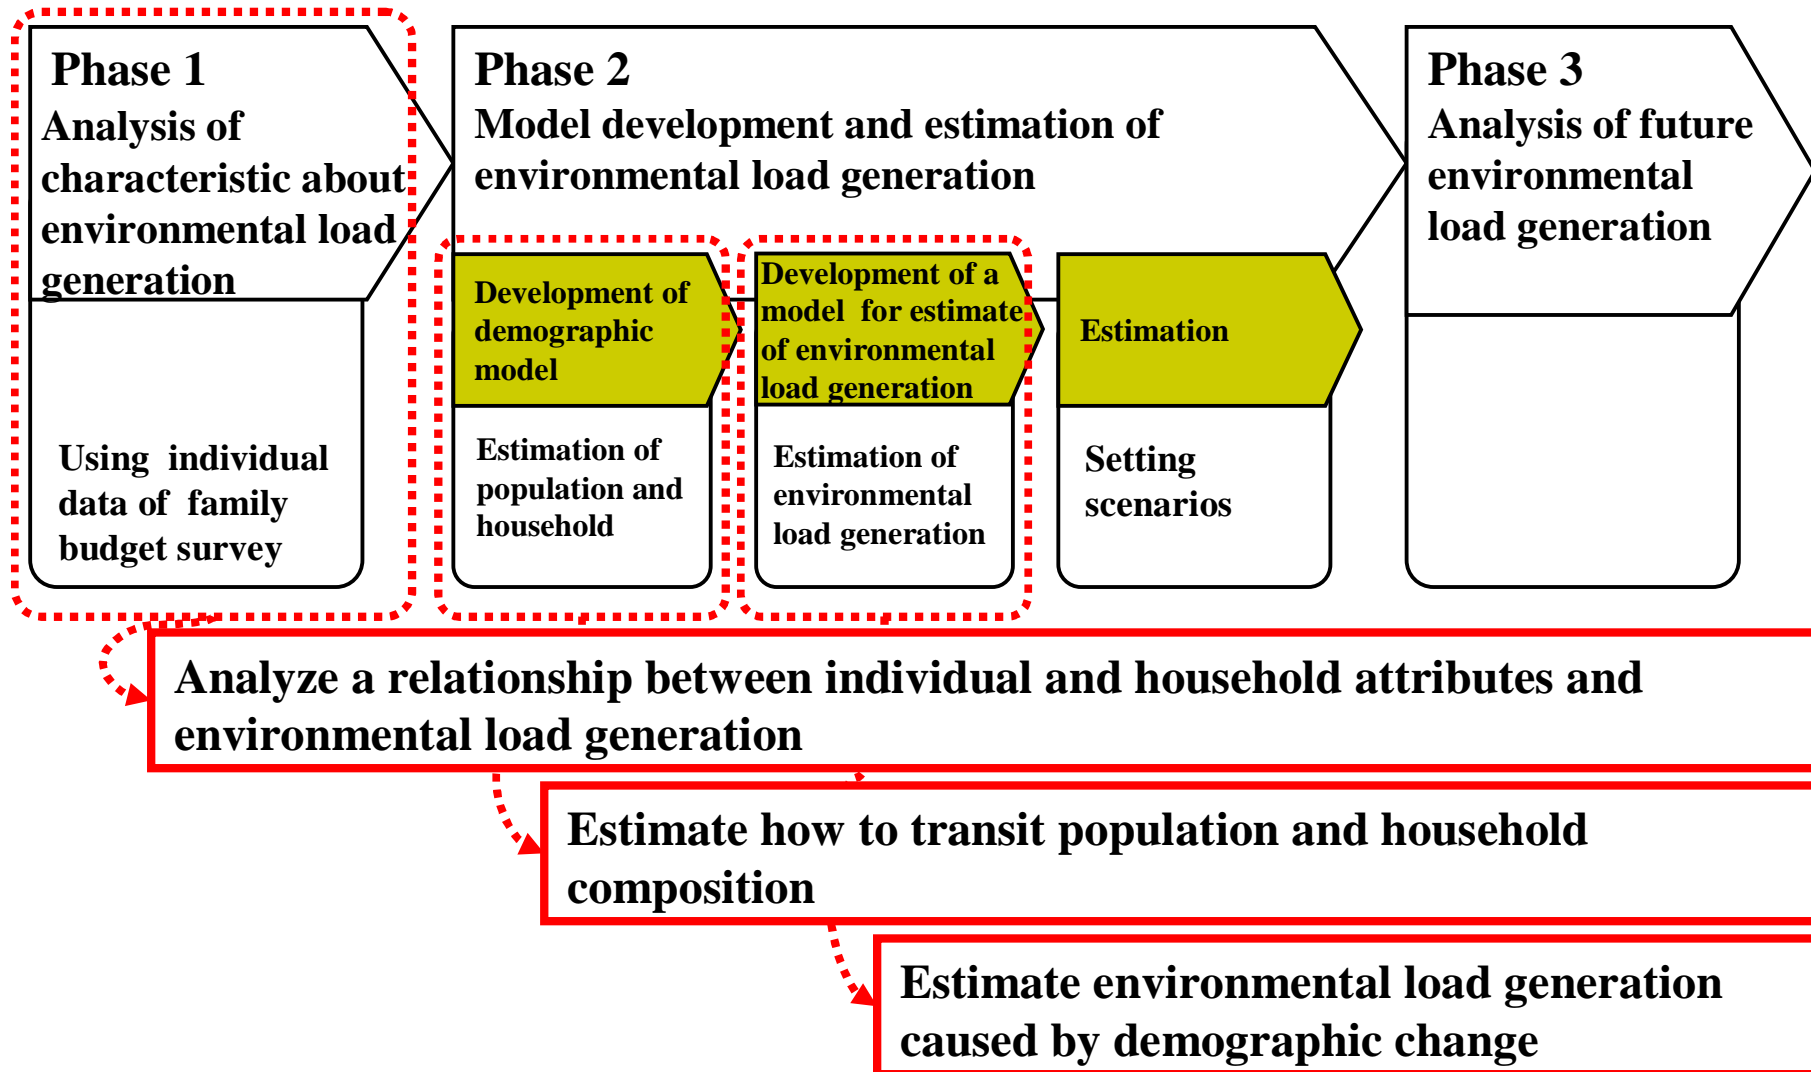 Phase 1
Analysis of
characteristic about
environmental load
generation
Using individual
data of family
budget survey
Phase 2
Model development and estimation of
environmental load generation
Development of
demographic
model
Estimation of
population and
household
Development of a
model for estimate
of environmental
load generation
Estimation of
environmental
load generation
Estimation
Setting
scenarios
Phase 3
Analysis of future
environmental
load generation
Analyze a relationship between individual and household attributes and
environmental load generation
Estimate how to transit population and household
composition
Estimate environmental load generation
caused by demographic change